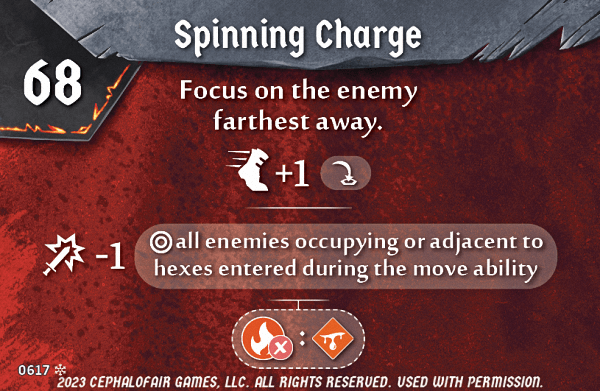 Spinning Charge
68
Focus on the enemy
farthest away.
+1
-1 all enemies occupying or adjacent to
hexes entered during the move ability
:
0617
2023 CEPHALOFAIR GAMES, LLC. ALL RIGHTS RESERVED. USED WITH PERMISSION.